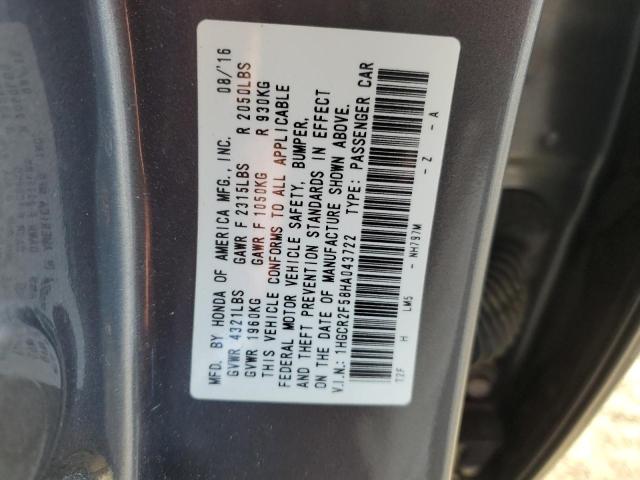 MFD. BY HONDA OF AMERICA MFG., INC. 08/'16
GVWR 4321LBS GAWR F 2315LBS R 2050LBS
GVWR 1960KG GAWR F 1050KG R 930KG
THIS VEHICLE CONFORMS TO ALL APPLICABLE
FEDERAL MOTOR VEHICLE SAFETY, BUMPER,
AND THEFT PREVENTION STANDARDS IN EFFECT
ON THE DATE OF MANUFACTURE SHOWN ABOVE.
V.I.N.: 1HGCR2F58HA043722 TYPE: PASSENGER CAR
T2F H LM5 - NH797M - Z - A